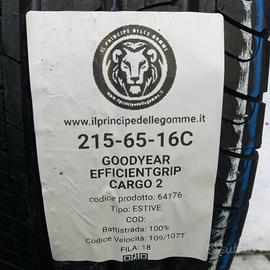 IL PRINCIPE DELLE GOMME
www.ilprincipedellegomme.it
www.ilprincipedellegomme.it
215-65-16C
GOODYEAR
EFFICIENTGRIP
CARGO 2
codice prodotto: 64176
Tipo: ESTIVE
COD:
Battistrada: 100%
Codice Velocità: 109/107T
FILA: 18
subito